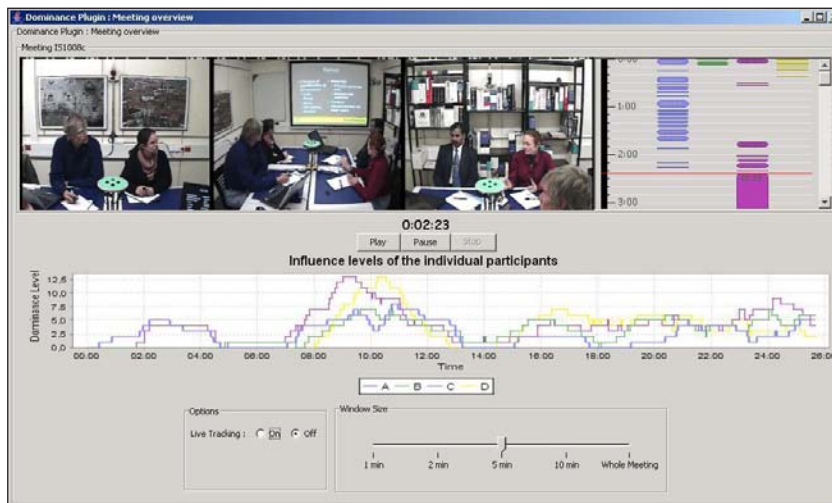 Dominance Plugin : Meeting overview
Dominance Plugin : Meeting overview
Meeting IS1008c
1:00
2:00
3:00
0:02:23
Play Pause Stop
Influence levels of the individual participants
Dominance Level
12,5
10,0
7,5
5,0
2,5
0,0
00:00 02:00 04:00 06:00 08:00 10:00 12:00 14:00 16:00 18:00 20:00 22:00 24:00 26:00
Time
A B C D
Options
Live Tracking : On Off
Window Size
1 min 2 min 5 min 10 min Whole Meeting